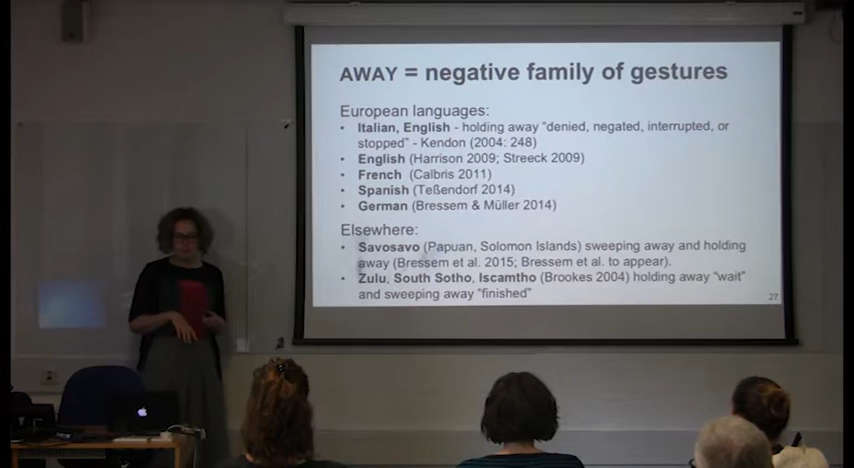 AWAY = negative family of gestures
European languages:
• Italian, English - holding away "denied, negated, interrupted, or
stopped" - Kendon (2004: 248)
• English (Harrison 2009; Streeck 2009)
• French (Calbris 2011)
• Spanish (Teßendorf 2014)
• German (Bressem & Müller 2014)
Elsewhere:
• Savosavo (Papuan, Solomon Islands) sweeping away and holding
away (Bressem et al. 2015; Bressem et al. to appear).
• Zulu, South Sotho, Iscamtho (Brookes 2004) holding away "wait"
and sweeping away "finished"
27